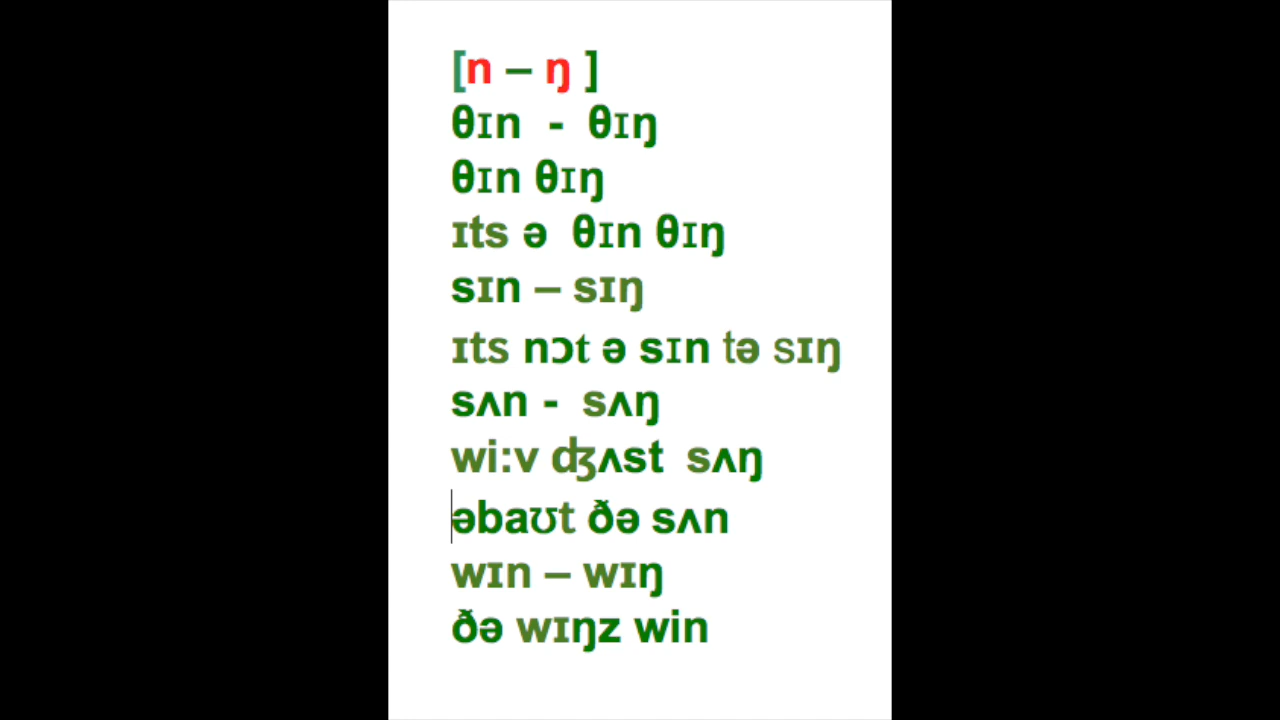 [n – ŋ ]
θɪn - θɪŋ
θɪn θɪŋ
ɪts ə θɪn θɪŋ
sɪn – sɪŋ
ɪts nɔt ə sɪn tə sɪŋ
sʌn - sʌŋ
wi:v ʤʌst sʌŋ
əbaʊt ðə sʌn
wɪn – wɪŋ
ðə wɪŋz win